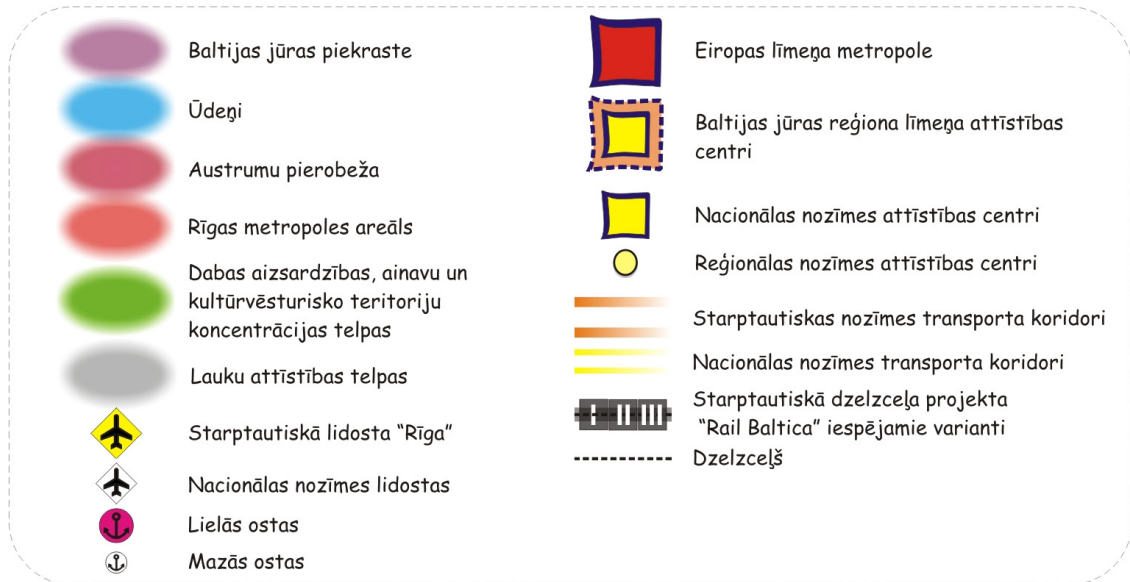 Baltijas jūras piekraste
Ūdeņi
Austrumu pierobeža
Rīgas metropoles areāls
Dabas aizsardzības, ainavu un
kultūrvēsturisko teritoriju
koncentrācijas telpas
Lauku attīstības telpas
Starptautiskā lidosta “Rīga”
Nacionālas nozīmes lidostas
Lielās ostas
Mazās ostas
Eiropas līmeņa metropole
Baltijas jūras reģiona līmeņa attīstības
centri
Nacionālas nozīmes attīstības centri
Reģionālas nozīmes attīstības centri
Starptautiskas nozīmes transporta koridori
Nacionālas nozīmes transporta koridori
I II III
Starptautiskā dzelzceļa projekta
“Rail Baltica” iespējamie varianti
Dzelzceļš